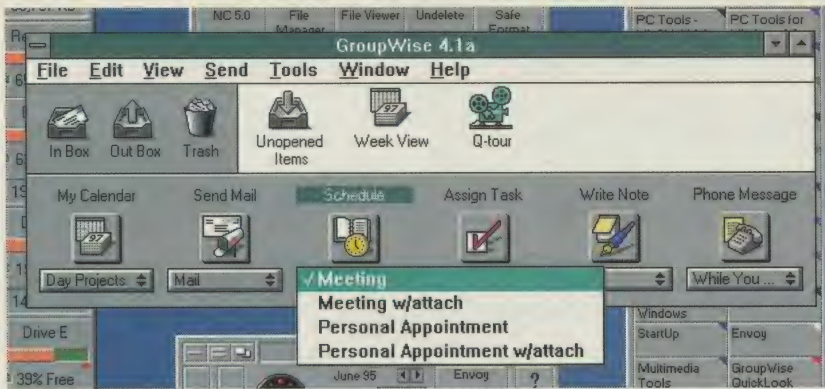 NC 5.0 File Manager File Viewer Undelete Safe Format
PC Tools - PC Tools for
GroupWise 4.1a
File Edit View Send Tools Window Help
In Box Out Box Trash Unopened Items Week View Q-tour
97
My Calendar Send Mail Schedule Assign Task Write Note Phone Message
97
Day Projects Mail While You ...
✓Meeting
Meeting w/attach
Personal Appointment
Personal Appointment w/attach
Drive E
Windows
StartUp Envoy
39% Free
June 95 Envoy ?
Multimedia Tools GroupWise QuickLook